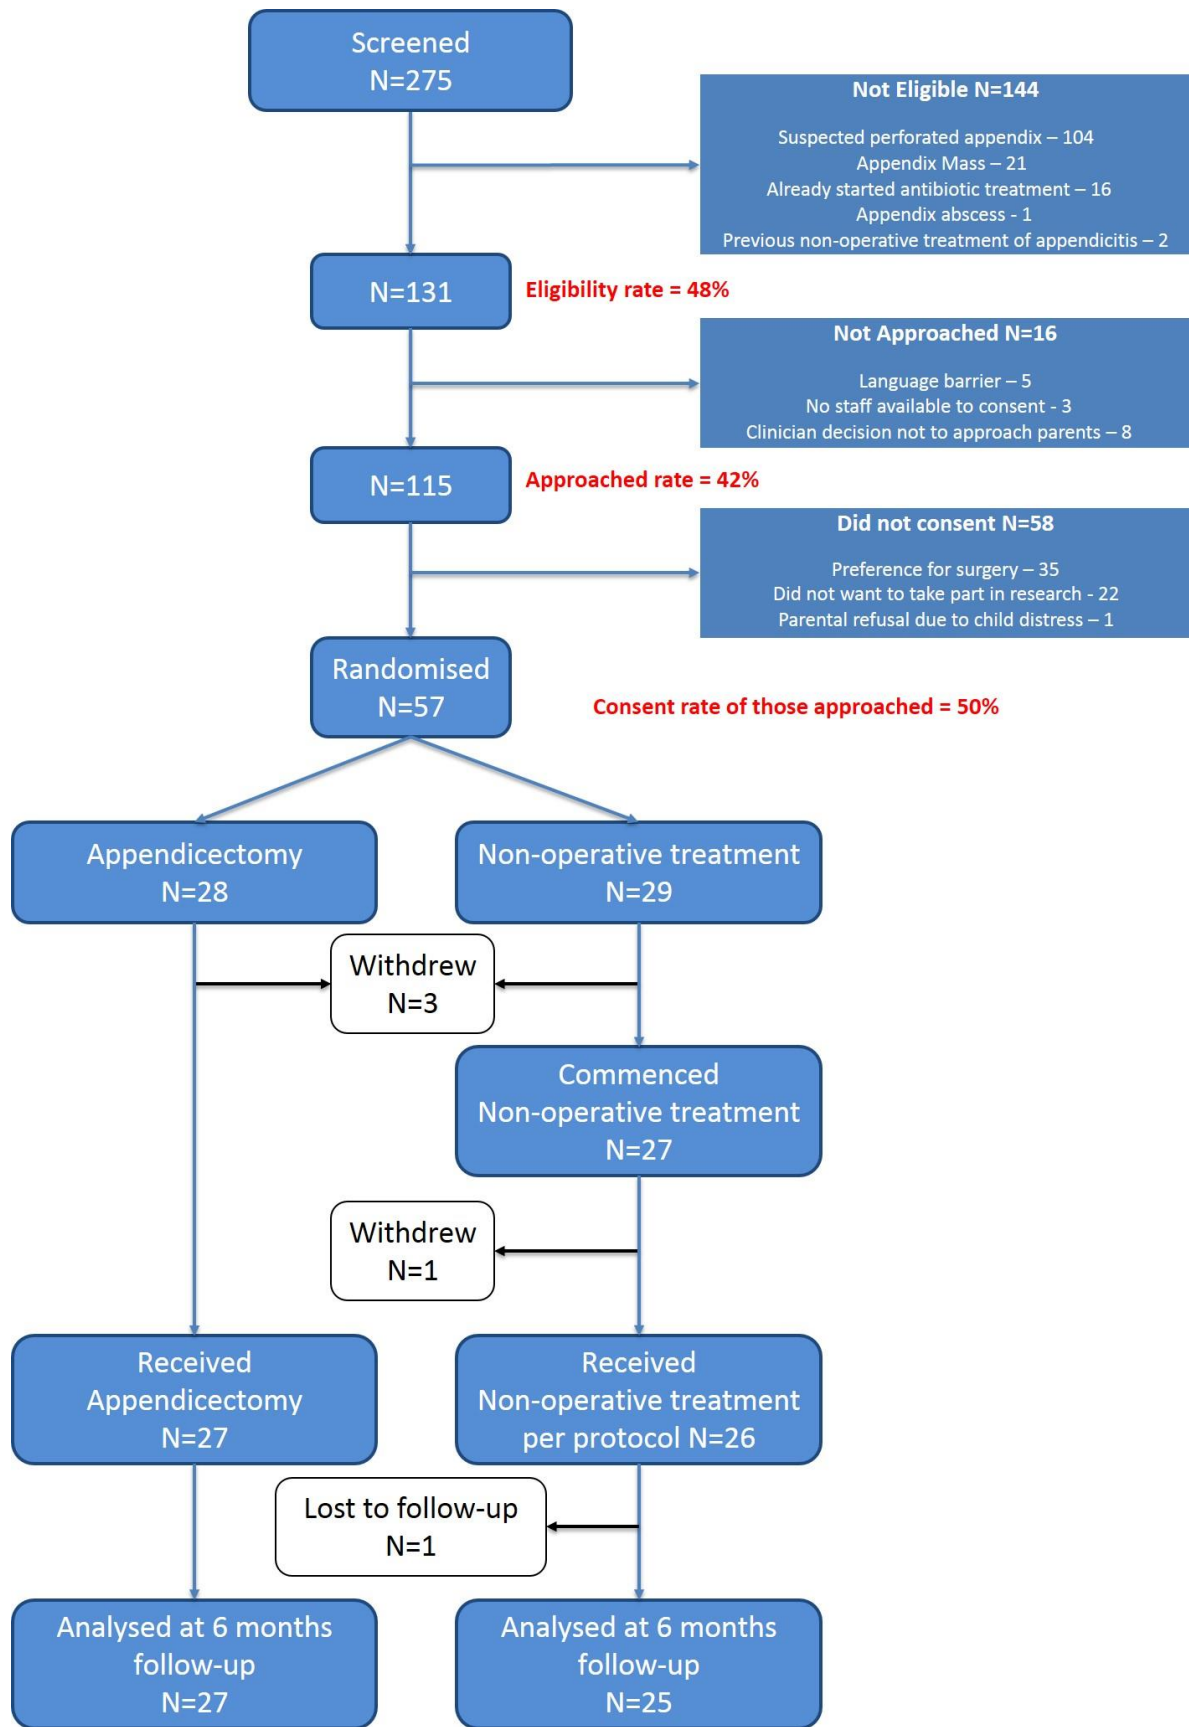 Screened
N=275
Not Eligible N=144
Suspected perforated appendix – 104
Appendix Mass – 21
Already started antibiotic treatment – 16
Appendix abscess - 1
Previous non-operative treatment of appendicitis – 2
N=131
Eligibility rate = 48%
Not Approached N=16
Language barrier – 5
No staff available to consent - 3
Clinician decision not to approach parents – 8
N=115
Approached rate = 42%
Did not consent N=58
Preference for surgery – 35
Did not want to take part in research - 22
Parental refusal due to child distress – 1
Randomised
N=57
Consent rate of those approached = 50%
Appendicectomy
N=28
Non-operative treatment
N=29
Withdrew
N=3
Commenced
Non-operative treatment
N=27
Withdrew
N=1
Received
Appendicectomy
N=27
Received
Non-operative treatment
per protocol N=26
Lost to follow-up
N=1
Analysed at 6 months
follow-up
N=27
Analysed at 6 months
follow-up
N=25